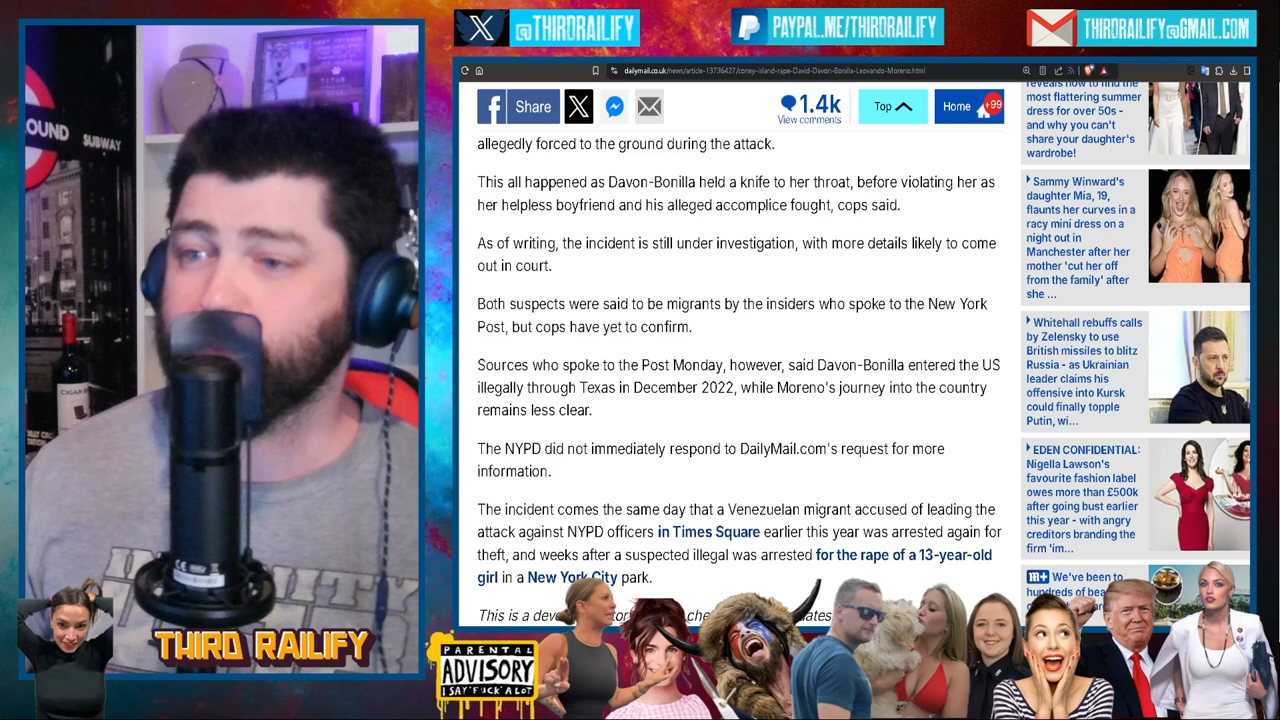 @THIRDRAILIFY
PAYPAL.ME/THIRDRAILIFY
THIRDRAILIFY@GMAIL.COM
dailymail.co.uk/news/article-13736427/coney-island-rape-David-Davon-Bonilla-Leovando-Moreno.html
Share
1.4k
View comments
Top
Home
+99
allegedly forced to the ground during the attack.
This all happened as Davon-Bonilla held a knife to her throat, before violating her as
her helpless boyfriend and his alleged accomplice fought, cops said.
As of writing, the incident is still under investigation, with more details likely to come
out in court.
Both suspects were said to be migrants by the insiders who spoke to the New York
Post, but cops have yet to confirm.
Sources who spoke to the Post Monday, however, said Davon-Bonilla entered the US
illegally through Texas in December 2022, while Moreno's journey into the country
remains less clear.
The NYPD did not immediately respond to DailyMail.com's request for more
information.
The incident comes the same day that a Venezuelan migrant accused of leading the
attack against NYPD officers in Times Square earlier this year was arrested again for
theft, and weeks after a suspected illegal was arrested for the rape of a 13-year-old
girl in a New York City park.
This is a
reveals how to find the
most flattering summer
dress for over 50s -
and why you can't
share your daughter's
wardrobe!
Sammy Winward's
daughter Mia, 19,
flaunts her curves in a
racy mini dress on a
night out in
Manchester after her
mother 'cut her off
from the family' after
she ...
Whitehall rebuffs calls
by Zelensky to use
British missiles to blitz
Russia - as Ukrainian
leader claims his
offensive into Kursk
could finally topple
Putin, wi...
EDEN CONFIDENTIAL:
Nigella Lawson's
favourite fashion label
owes more than £500k
after going bust earlier
this year - with angry
creditors branding the
firm 'im...
m+ We've been to
hundreds of
OUND
SUBWAY
CIGAR
THIRD RAILIFY
PARENTAL
ADVISORY
I SAY "FUCK" ALOT